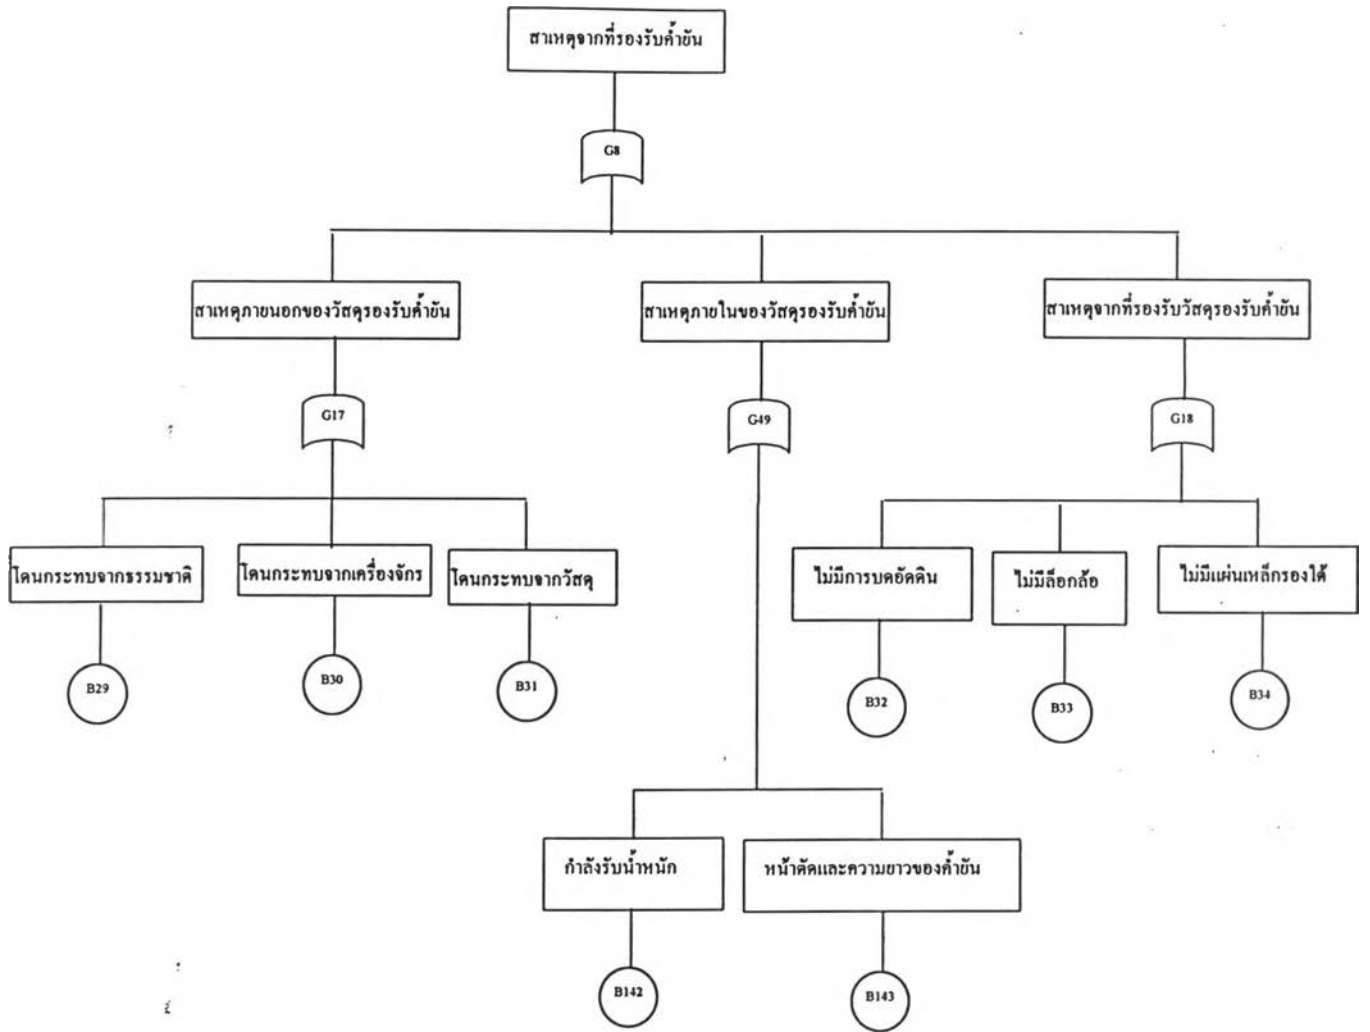 สาเหตุจากที่รองรับค้ำยัน
G8
สาเหตุภายนอกของวัสดุรองรับค้ำยัน
สาเหตุภายในของวัสดุรองรับค้ำยัน
สาเหตุจากที่รองรับวัสดุรองรับค้ำยัน
G17
G49
G18
โดนกระทบจากธรรมชาติ
โดนกระทบจากเครื่องจักร
โดนกระทบจากวัสดุ
ไม่มีการบดอัดดิน
ไม่มีล็อกล้อ
ไม่มีแผ่นเหล็กรองใต้
B29
B30
B31
B32
B33
B34
กำลังรับน้ำหนัก
หน้าตัดและความยาวของค้ำยัน
B142
B143